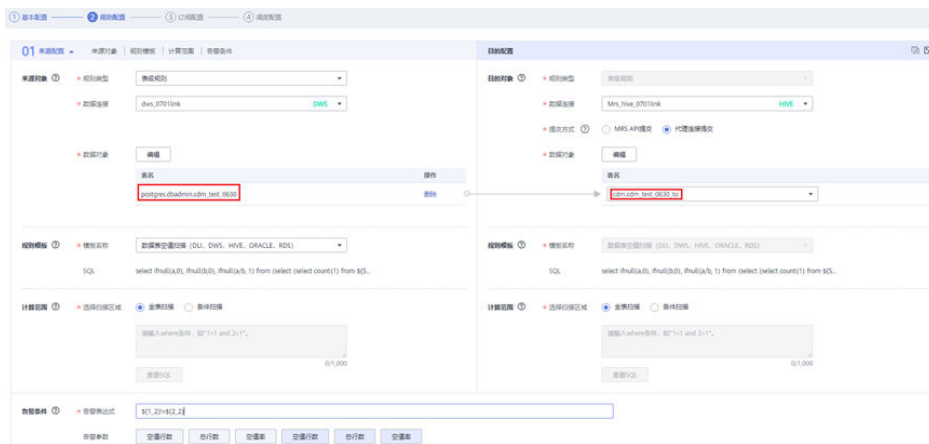 1 基本配置 2 规则配置 3 订阅配置 4 调度配置
01 来源配置 来源对象 | 规则模板 | 计算范围 | 告警条件
目的配置
来源对象 * 规则类型 表级规则
目的对象 * 规则类型 表级规则
* 数据连接 dws_0701link DWS
* 数据连接 Mrs_hive_0701link HIVE
* 提交方式 MRS API提交 代理连接提交
* 数据对象 编辑
* 数据对象 编辑
表名 操作
表名
postgres.dbadmin.cdm_test_0630 删除
cdm.cdm_test_0630_tis
规则模板 * 模板名称 数据表空值扫描 (DLI、DWS、HIVE、ORACLE、RDS)
规则模板 * 模板名称 数据表空值扫描 (DLI、DWS、HIVE、ORACLE、RDS)
SQL select ifnull(a,0), ifnull(b,0), ifnull(a/b, 1) from (select (select count(1) from ${S...
SQL select ifnull(a,0), ifnull(b,0), ifnull(a/b, 1) from (select (select count(1) from ${S...
计算范围 * 选择扫描区域 全表扫描 条件扫描
计算范围 * 选择扫描区域 全表扫描 条件扫描
请输入where条件，如"1=1 and 2=1"。
请输入where条件，如"1=1 and 2=1"。
0/1,000
0/1,000
查看SQL
查看SQL
告警条件 * 告警表达式 ${1_2}!=${2_2}
告警参数 空值行数 总行数 空值率 空值行数 总行数 空值率